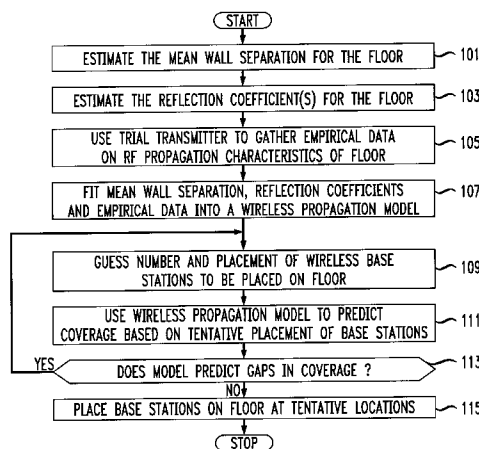 START
ESTIMATE THE MEAN WALL SEPARATION FOR THE FLOOR
101
ESTIMATE THE REFLECTION COEFFICIENT(S) FOR THE FLOOR
103
USE TRIAL TRANSMITTER TO GATHER EMPIRICAL DATA
ON RF PROPAGATION CHARACTERISTICS OF FLOOR
105
FIT MEAN WALL SEPARATION, REFLECTION COEFFICIENTS
AND EMPIRICAL DATA INTO A WIRELESS PROPAGATION MODEL
107
GUESS NUMBER AND PLACEMENT OF WIRELESS BASE
STATIONS TO BE PLACED ON FLOOR
109
USE WIRELESS PROPAGATION MODEL TO PREDICT
COVERAGE BASED ON TENTATIVE PLACEMENT OF BASE STATIONS
111
YES
DOES MODEL PREDICT GAPS IN COVERAGE ?
113
NO
PLACE BASE STATIONS ON FLOOR AT TENTATIVE LOCATIONS
115
STOP